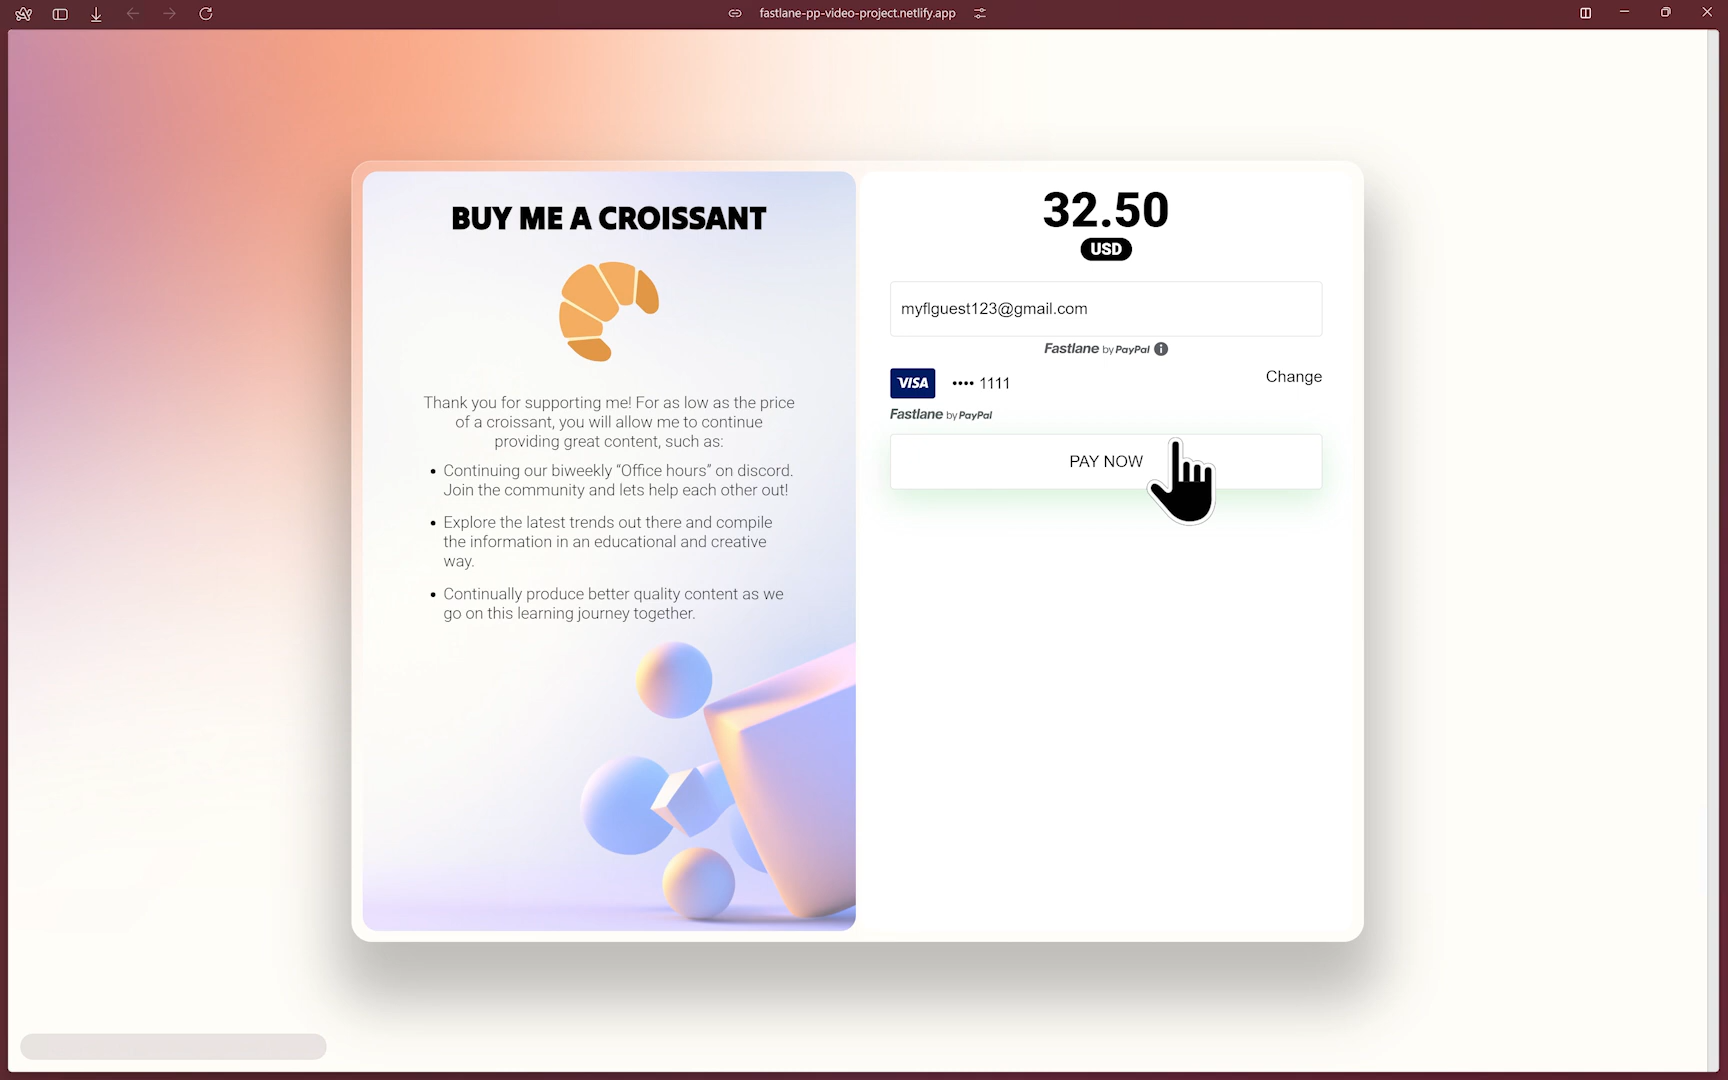 fastlane-pp-video-project.netlify.app
BUY ME A CROISSANT
Thank you for supporting me! For as low as the price
of a croissant, you will allow me to continue
providing great content, such as:
• Continuing our biweekly “Office hours” on discord.
Join the community and lets help each other out!
• Explore the latest trends out there and compile
the information in an educational and creative
way.
• Continually produce better quality content as we
go on this learning journey together.
32.50
USD
myflguest123@gmail.com
Fastlane by PayPal i
VISA •••• 1111 Change
Fastlane by PayPal
PAY NOW